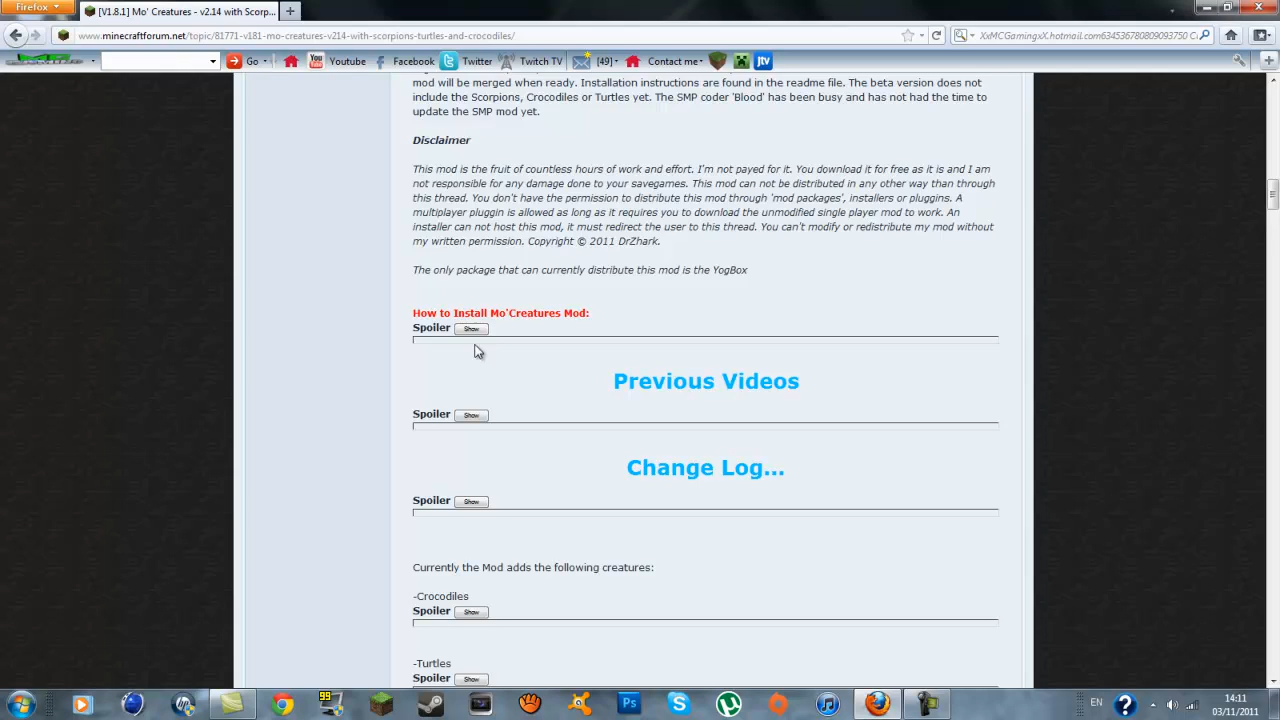 Firefox
[V1.8.1] Mo' Creatures - v2.14 with Scorp...
www.minecraftforum.net/topic/81771-v181-mo-creatures-v214-with-scorpions-turtles-and-crocodiles/
XxMCGamingxX.hotmail.com634536780809093750 C
Go
Youtube
Facebook
Twitter
Twitch TV
[49]
Contact me
jtv
mod will be merged when ready. Installation instructions are found in the readme file. The beta version does not
include the Scorpions, Crocodiles or Turtles yet. The SMP coder 'Blood' has been busy and has not had the time to
update the SMP mod yet.
Disclaimer
This mod is the fruit of countless hours of work and effort. I'm not payed for it. You download it for free as it is and I am
not responsible for any damage done to your savegames. This mod can not be distributed in any other way than through
this thread. You don't have the permission to distribute this mod through 'mod packages', installers or pluggins. A
multiplayer pluggin is allowed as long as it requires you to download the unmodified single player mod to work. An
installer can not host this mod, it must redirect the user to this thread. You can't modify or redistribute my mod without
my written permission. Copyright © 2011 DrZhark.
The only package that can currently distribute this mod is the YogBox
How to Install Mo'Creatures Mod:
Spoiler Show
Previous Videos
Spoiler Show
Change Log...
Spoiler Show
Currently the Mod adds the following creatures:
-Crocodiles
Spoiler Show
-Turtles
Spoiler Show
99
EN
14:11
03/11/2011